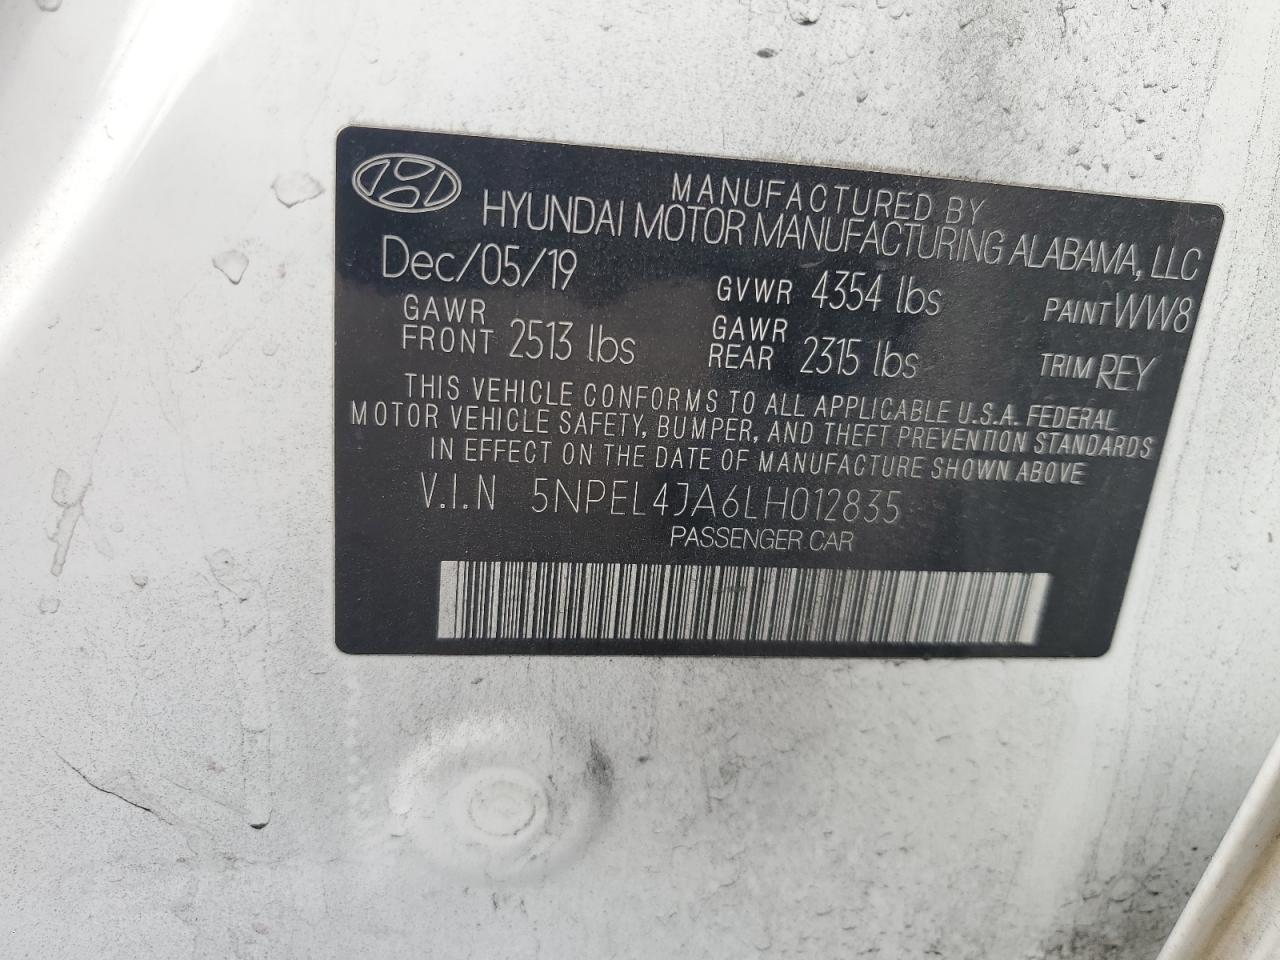 MANUFACTURED BY
HYUNDAI MOTOR MANUFACTURING ALABAMA, LLC
Dec/05/19 GVWR 4354 lbs PAINT WW8
GAWR FRONT 2513 lbs GAWR REAR 2315 lbs TRIM REY
THIS VEHICLE CONFORMS TO ALL APPLICABLE U.S.A. FEDERAL
MOTOR VEHICLE SAFETY, BUMPER, AND THEFT PREVENTION STANDARDS
IN EFFECT ON THE DATE OF MANUFACTURE SHOWN ABOVE
V.I.N 5NPEL4JA6LH012835
PASSENGER CAR